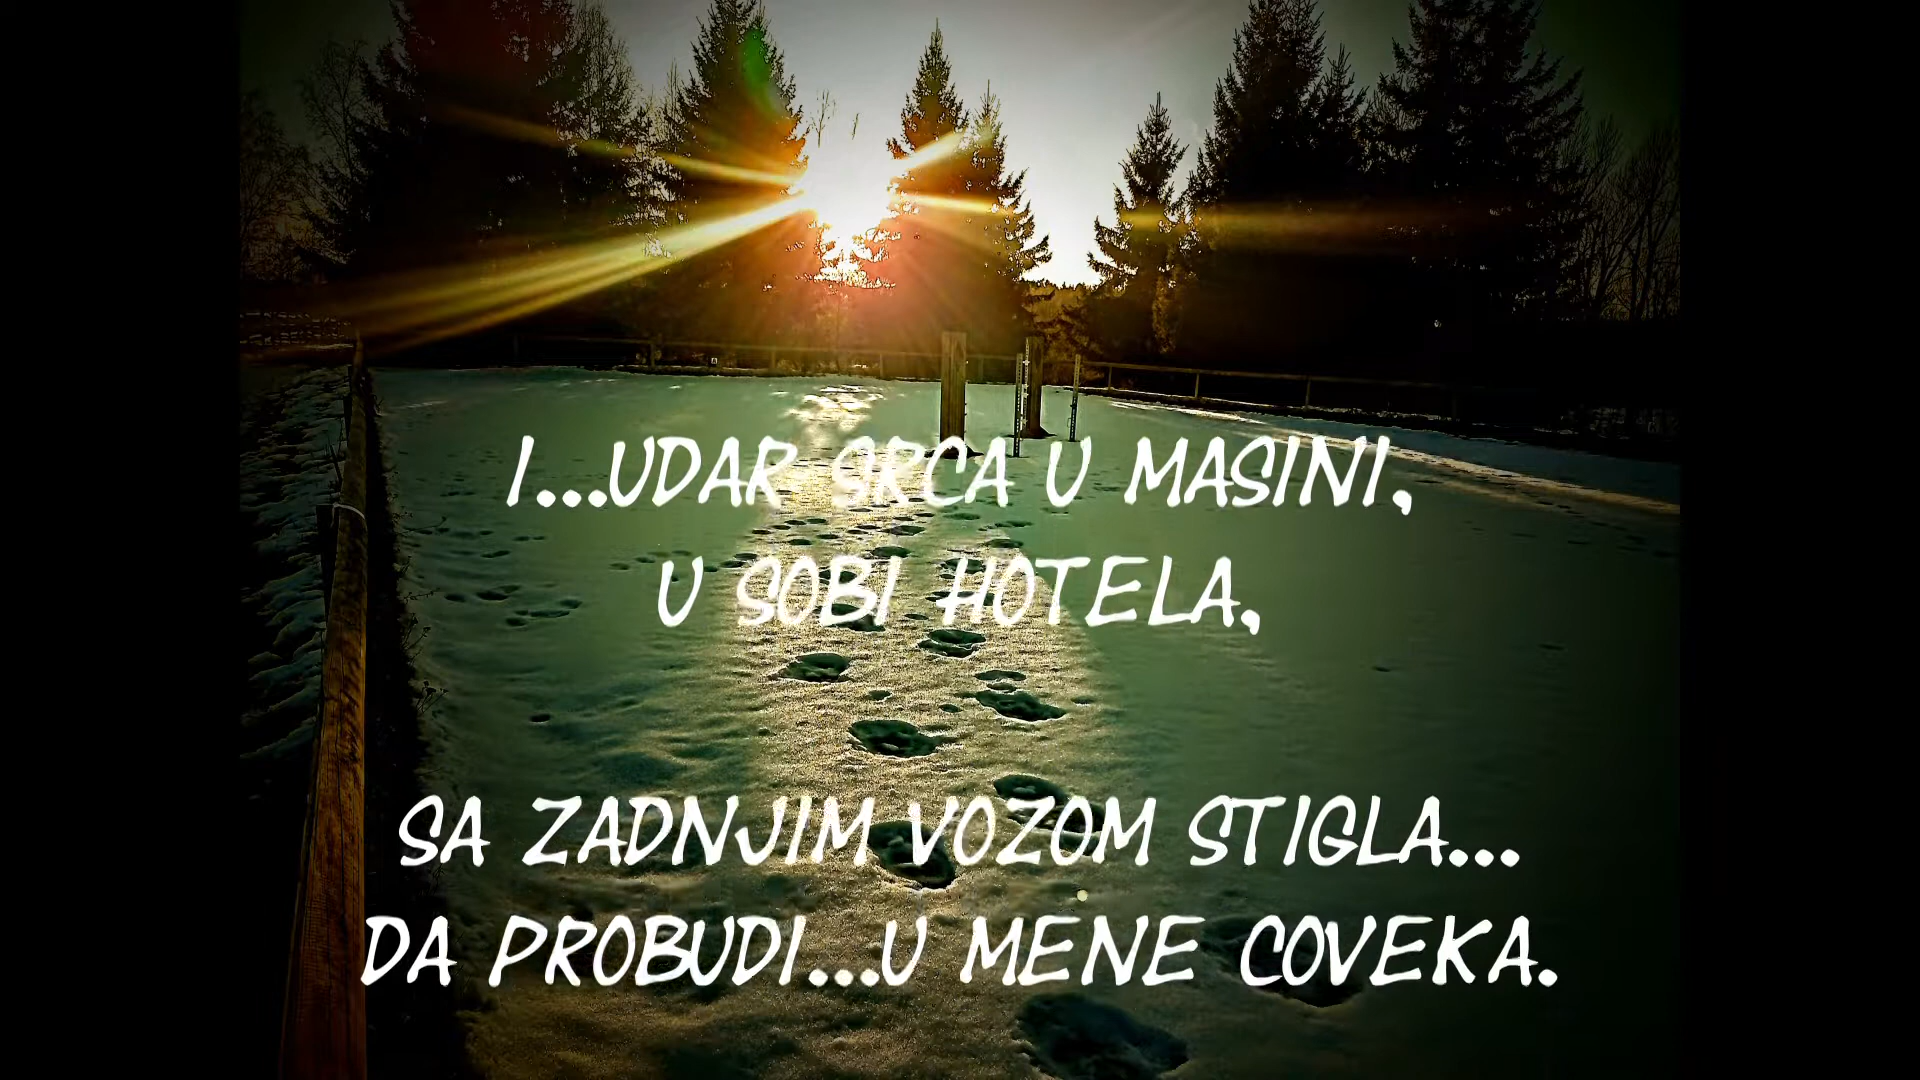 I...UDAR SRCA U MASINI,
U SOBI HOTELA,
SA ZADNJIM VOZOM STIGLA...
DA PROBUDI...U MENE COVEKA.